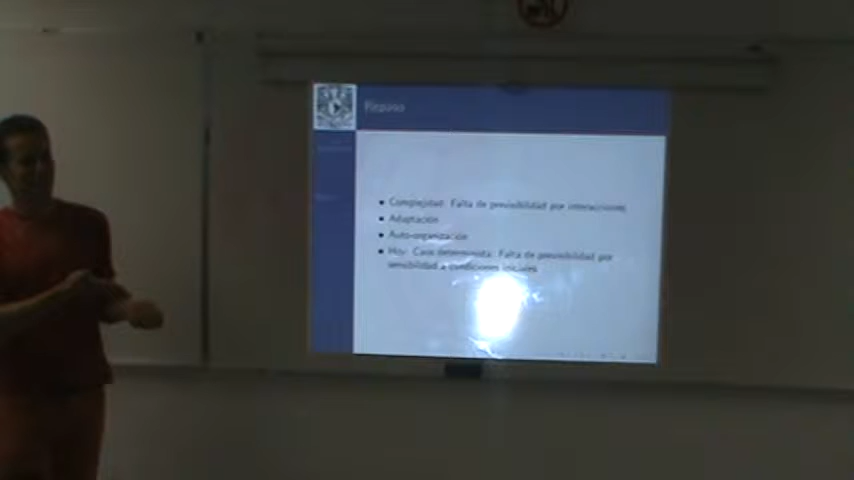 Repaso
Complejidad: Falta de previsibilidad por interacciones
Adaptación
Auto-organización
Hoy: Caos determinista: Falta de previsibilidad por
sensibilidad a condiciones iniciales